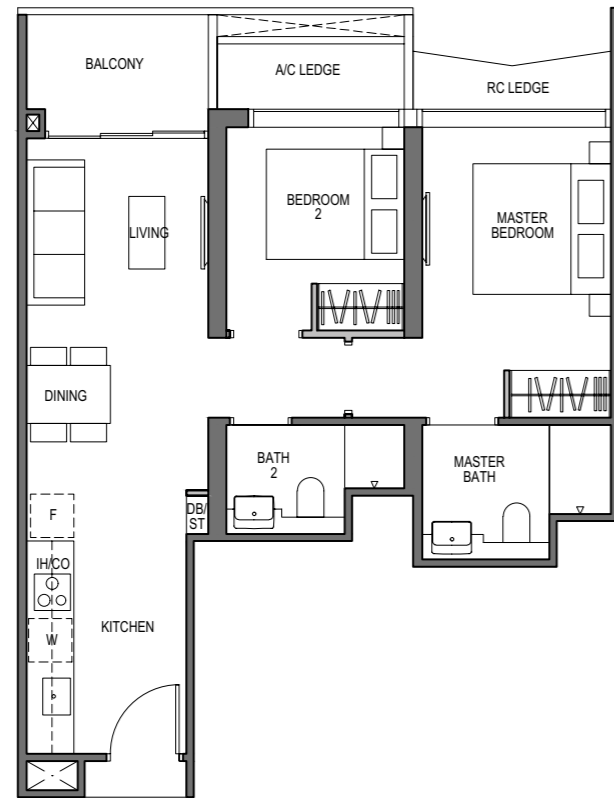 BALCONY
A/C LEDGE
RC LEDGE
LIVING
BEDROOM
2
MASTER
BEDROOM
DINING
BATH
2
MASTER
BATH
F
DB/
ST
IH/CO
W
KITCHEN